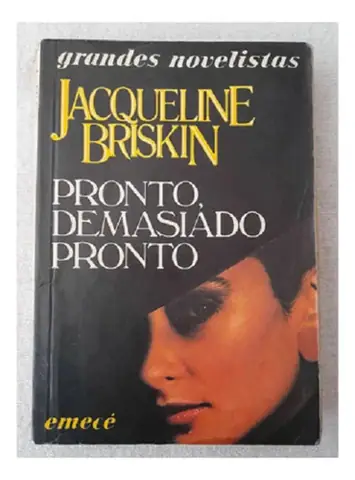 grandes novelistas
JACQUELINE
BRISKIN
PRONTO,
DEMASIADO
PRONTO
emecé